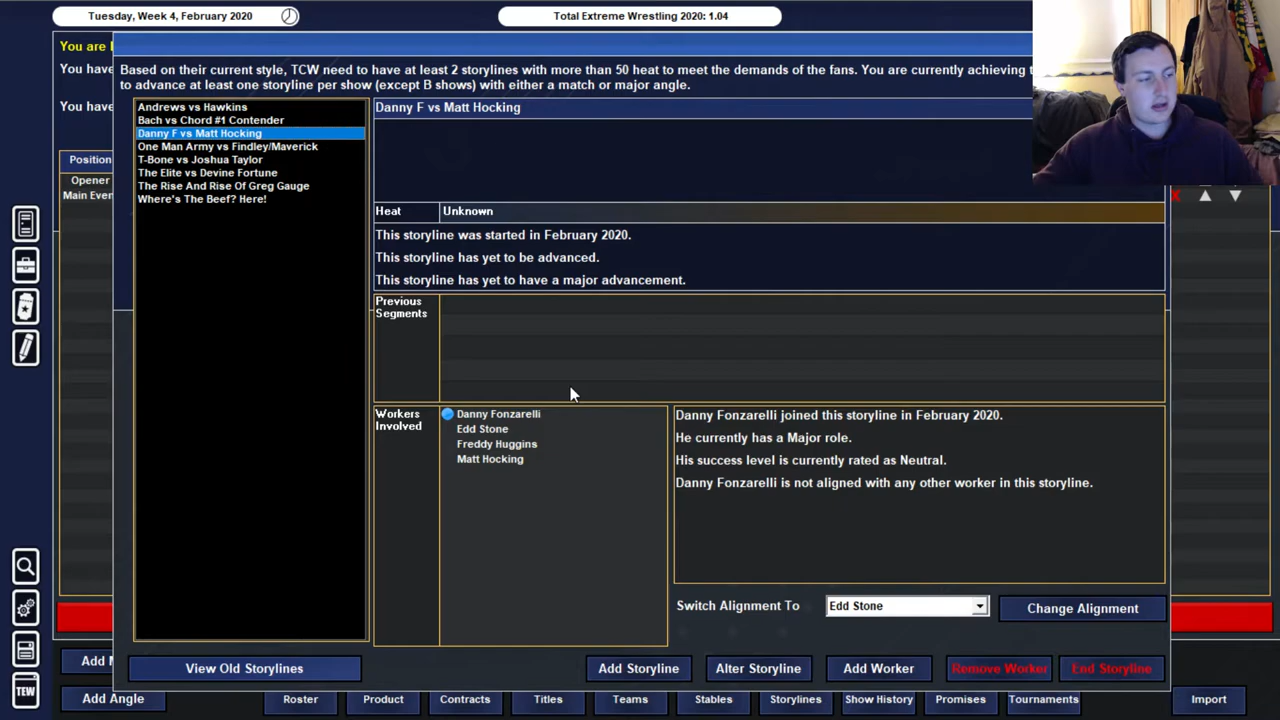 Tuesday, Week 4, February 2020
Total Extreme Wrestling 2020: 1.04
You are
You have
You have
Based on their current style, TCW need to have at least 2 storylines with more than 50 heat to meet the demands of the fans. You are currently achieving
to advance at least one storyline per show (except B shows) with either a match or major angle.
Andrews vs Hawkins
Bach vs Chord #1 Contender
Danny F vs Matt Hocking
One Man Army vs Findley/Maverick
T-Bone vs Joshua Taylor
The Elite vs Devine Fortune
The Rise And Rise Of Greg Gauge
Where's The Beef? Here!
Danny F vs Matt Hocking
Position
Opener
Main Even
X
Heat
Unknown
This storyline was started in February 2020.
This storyline has yet to be advanced.
This storyline has yet to have a major advancement.
Previous
Segments
Workers
Involved
Danny Fonzarelli
Edd Stone
Freddy Huggins
Matt Hocking
Danny Fonzarelli joined this storyline in February 2020.
He currently has a Major role.
His success level is currently rated as Neutral.
Danny Fonzarelli is not aligned with any other worker in this storyline.
Switch Alignment To
Edd Stone
Change Alignment
View Old Storylines
Add Storyline
Alter Storyline
Add Worker
Remove Worker
End Storyline
Add M
Add Angle
Roster
Product
Contracts
Titles
Teams
Stables
Storylines
Show History
Promises
Tournaments
Import
TEW